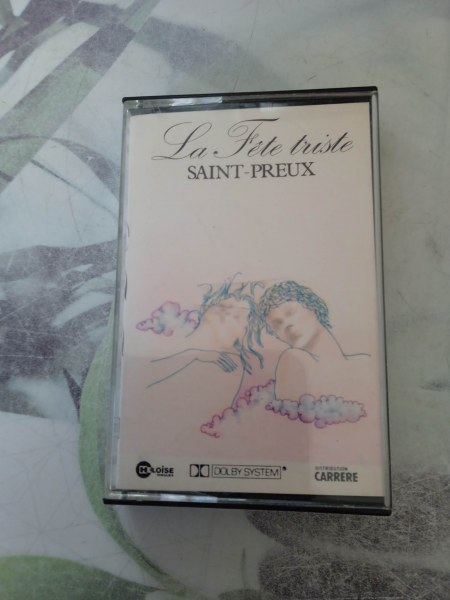 La Fête triste
SAINT-PREUX
DOLBY SYSTEM
DISTRIBUTION
CARRERE